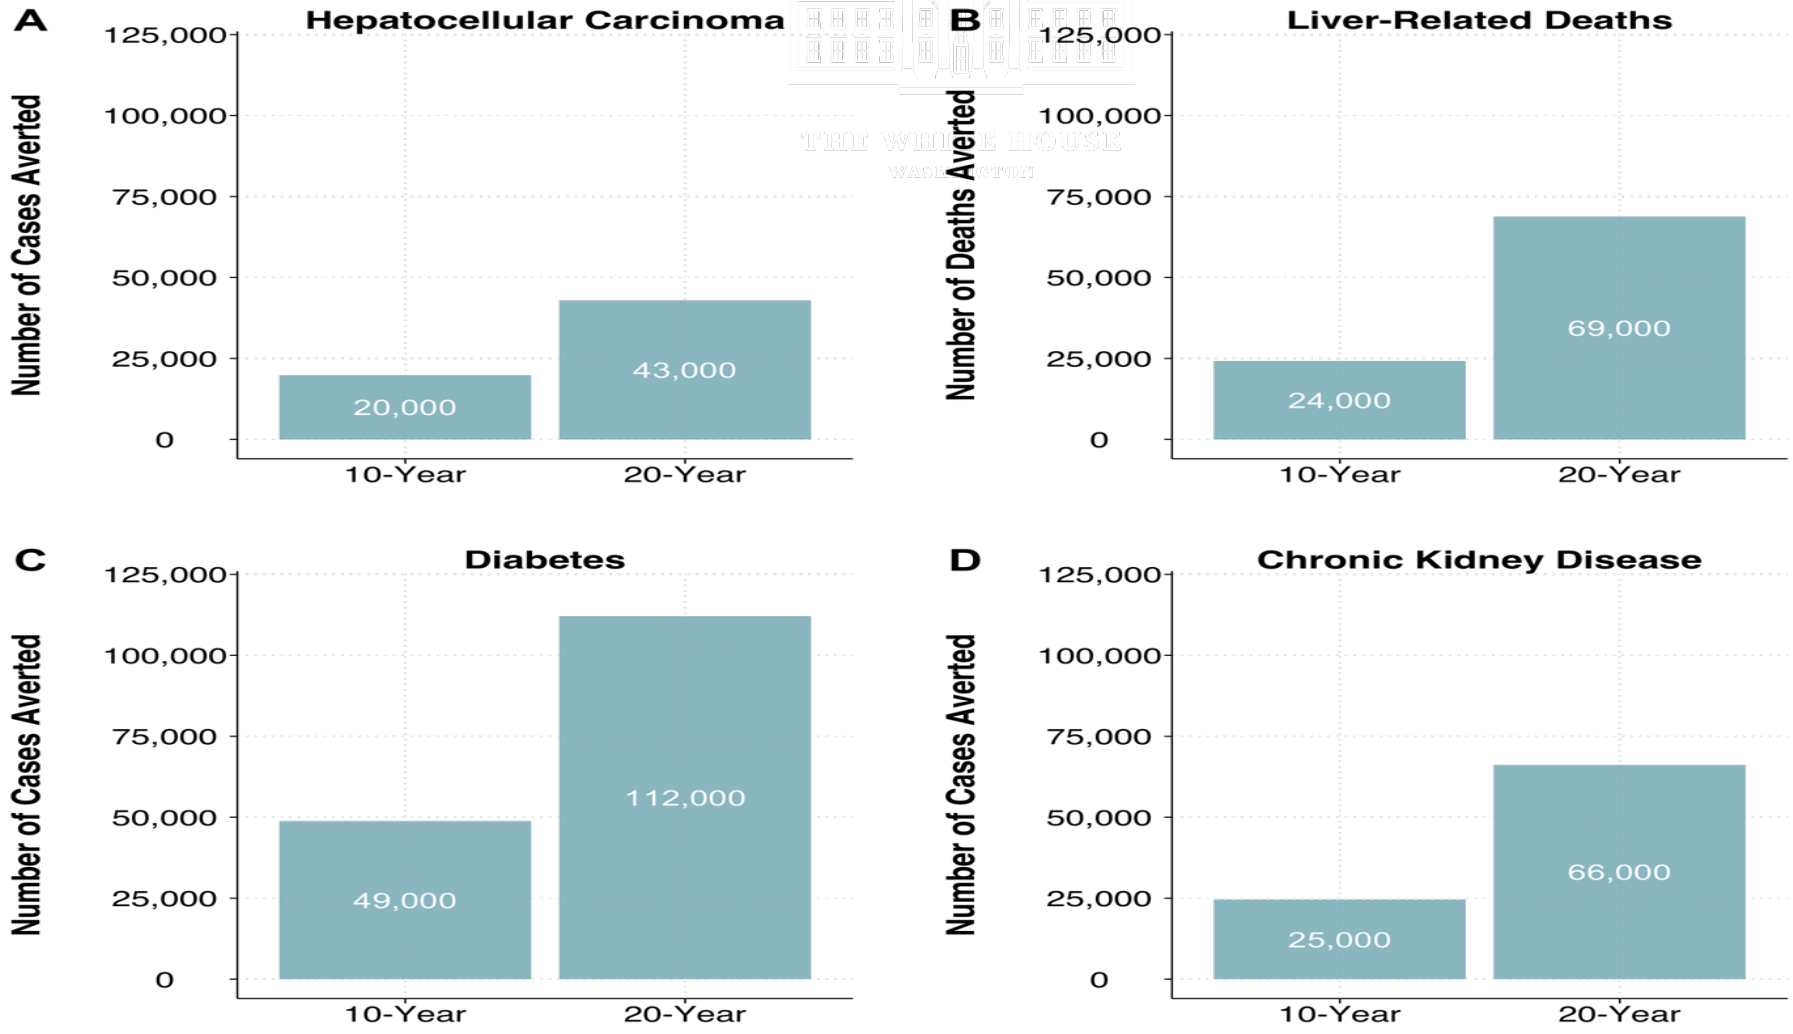 A
Hepatocellular Carcinoma
Number of Cases Averted
125,000
100,000
75,000
50,000
25,000
0
20,000
43,000
10-Year
20-Year
B
Liver-Related Deaths
Number of Deaths Averted
125,000
100,000
75,000
50,000
25,000
0
24,000
69,000
10-Year
20-Year
THE WHITE HOUSE
WASHINGTON
C
Diabetes
Number of Cases Averted
125,000
100,000
75,000
50,000
25,000
0
49,000
112,000
10-Year
20-Year
D
Chronic Kidney Disease
Number of Cases Averted
125,000
100,000
75,000
50,000
25,000
0
25,000
66,000
10-Year
20-Year